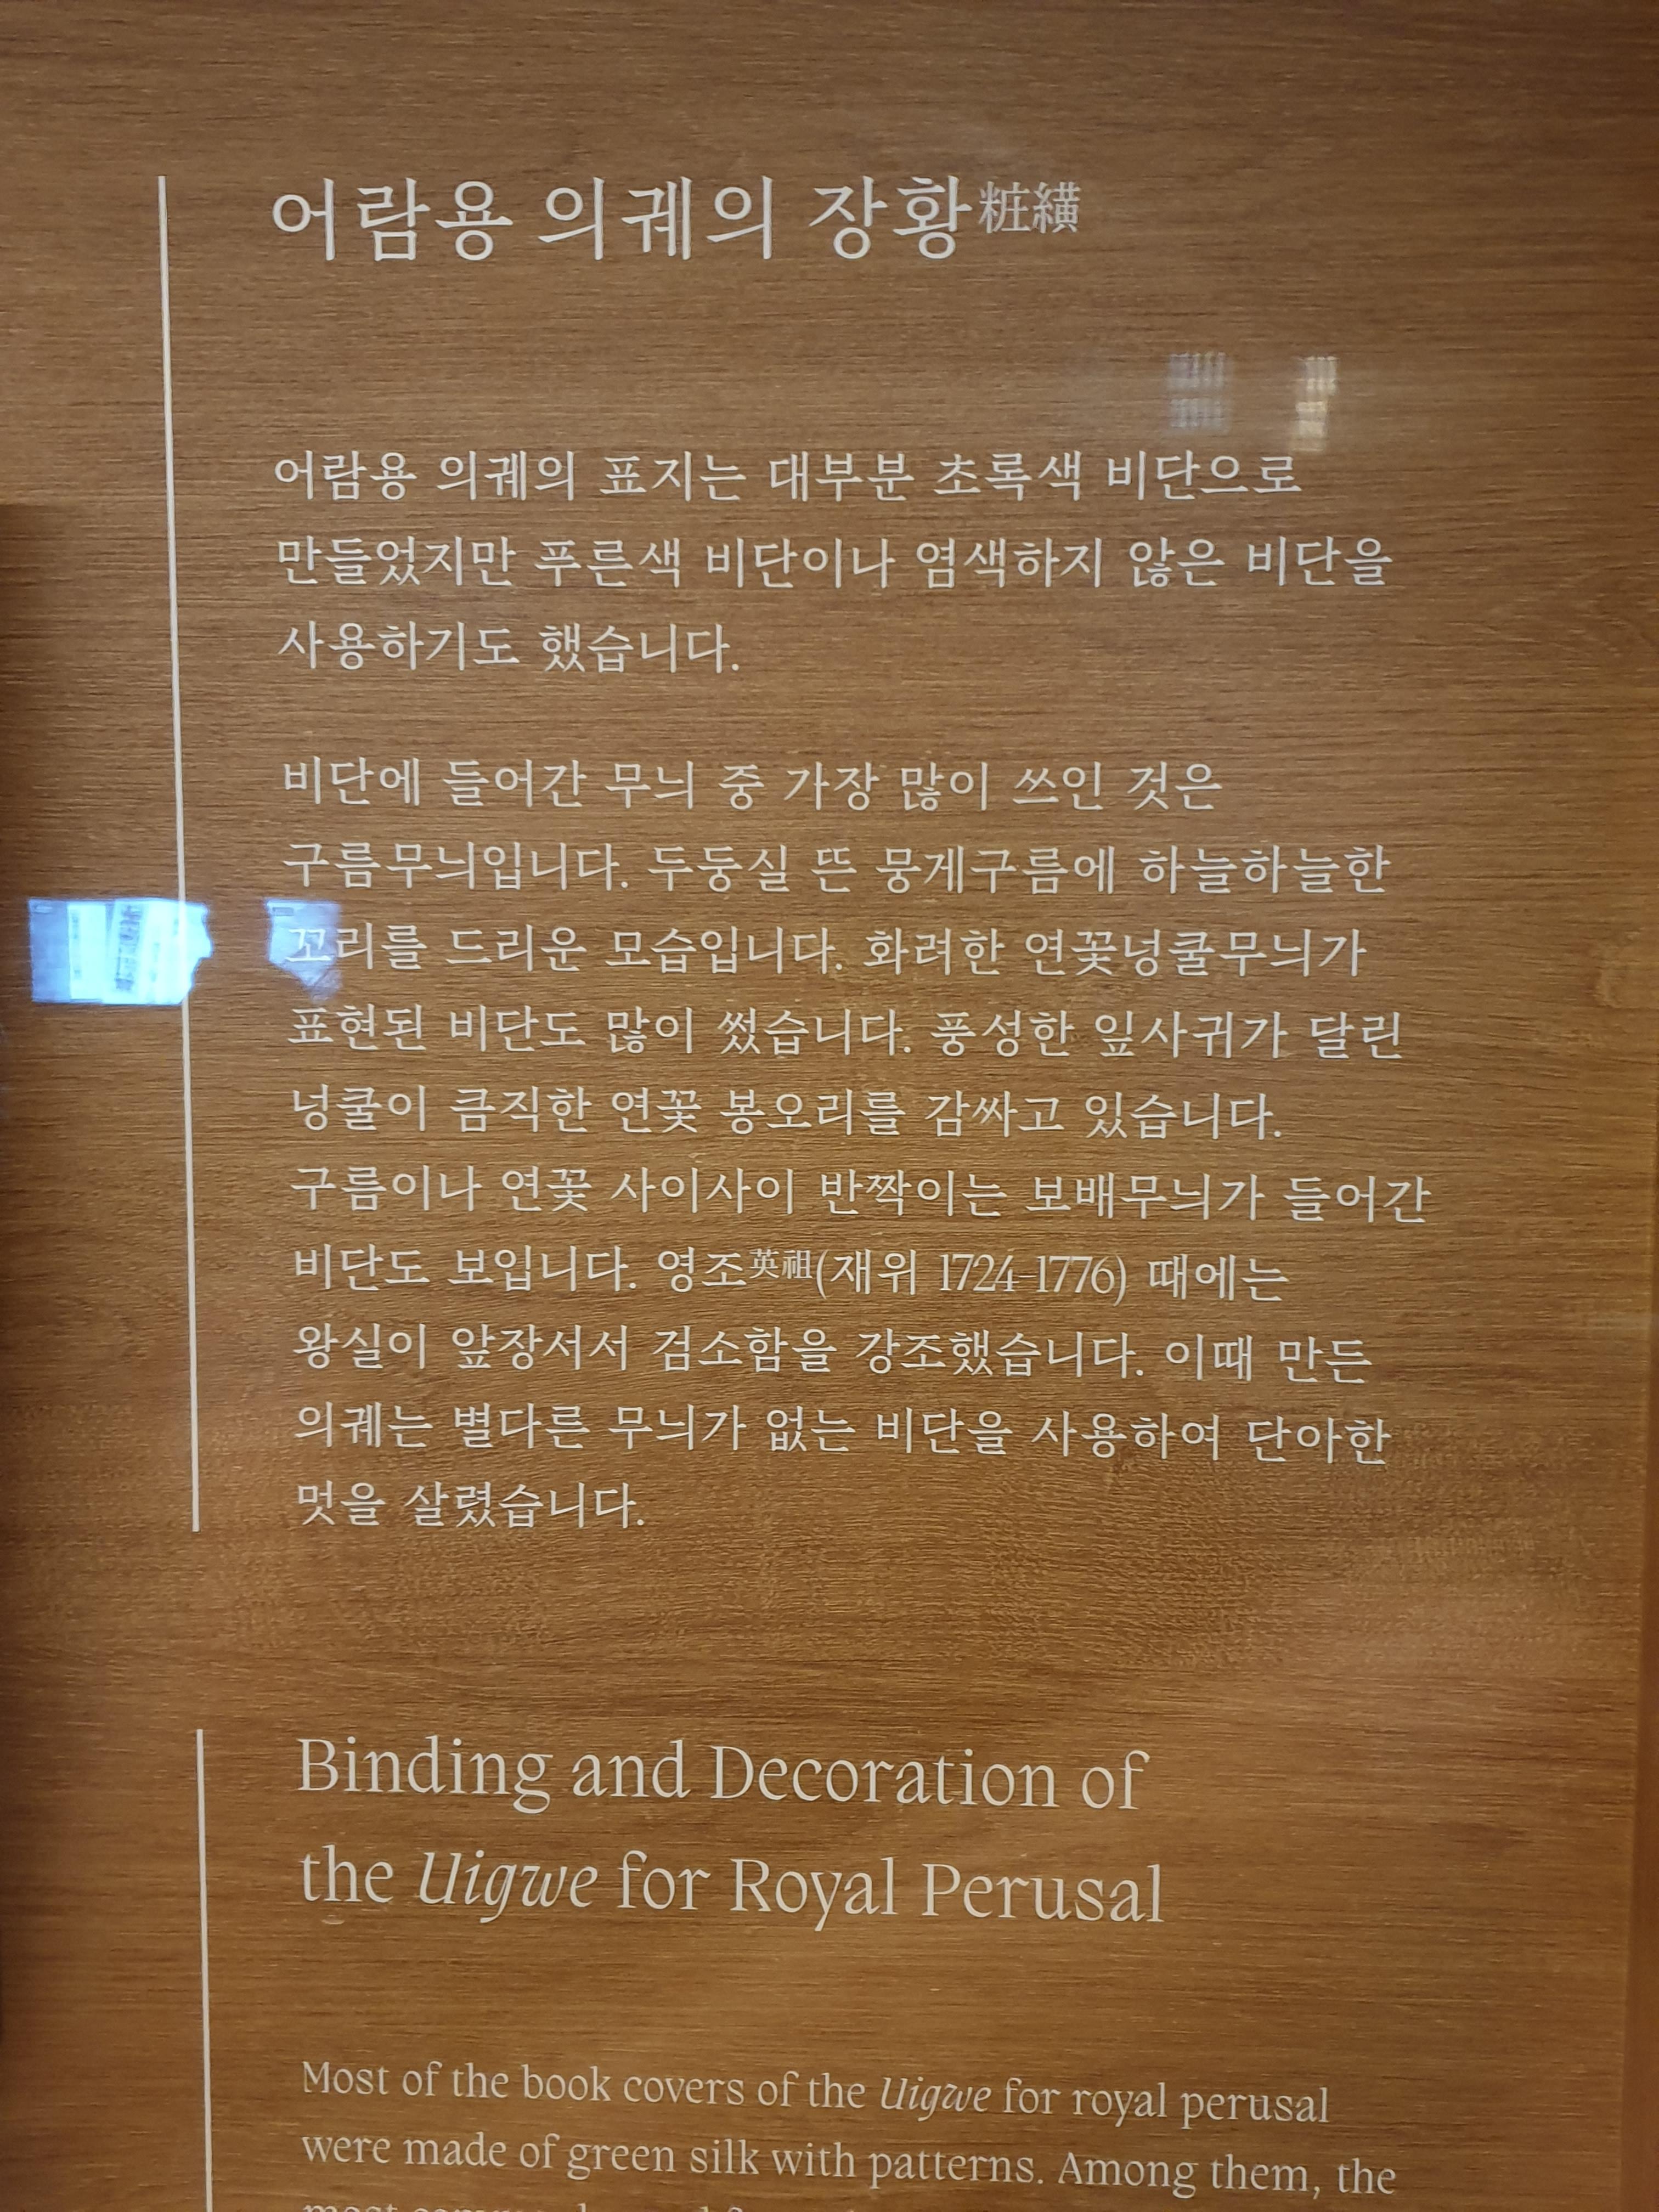 어람용 의궤의 장황粧䌙
어람용 의궤의 표지는 대부분 초록색 비단으로
만들었지만 푸른색 비단이나 염색하지 않은 비단을
사용하기도 했습니다.
비단에 들어간 무늬 중 가장 많이 쓰인 것은
구름무늬입니다. 두둥실 뜬 뭉게구름에 하늘하늘한
꼬리를 드리운 모습입니다. 화려한 연꽃넝쿨무늬가
표현된 비단도 많이 썼습니다. 풍성한 잎사귀가 달린
넝쿨이 큼직한 연꽃 봉오리를 감싸고 있습니다.
구름이나 연꽃 사이사이 반짝이는 보배무늬가 들어간
비단도 보입니다. 영조英祖(재위 1724-1776) 때에는
왕실이 앞장서서 검소함을 강조했습니다. 이때 만든
의궤는 별다른 무늬가 없는 비단을 사용하여 단아한
멋을 살렸습니다.
Binding and Decoration of
the Uigwe for Royal Perusal
Most of the book covers of the Uigwe for royal perusal
were made of green silk with patterns. Among them, the